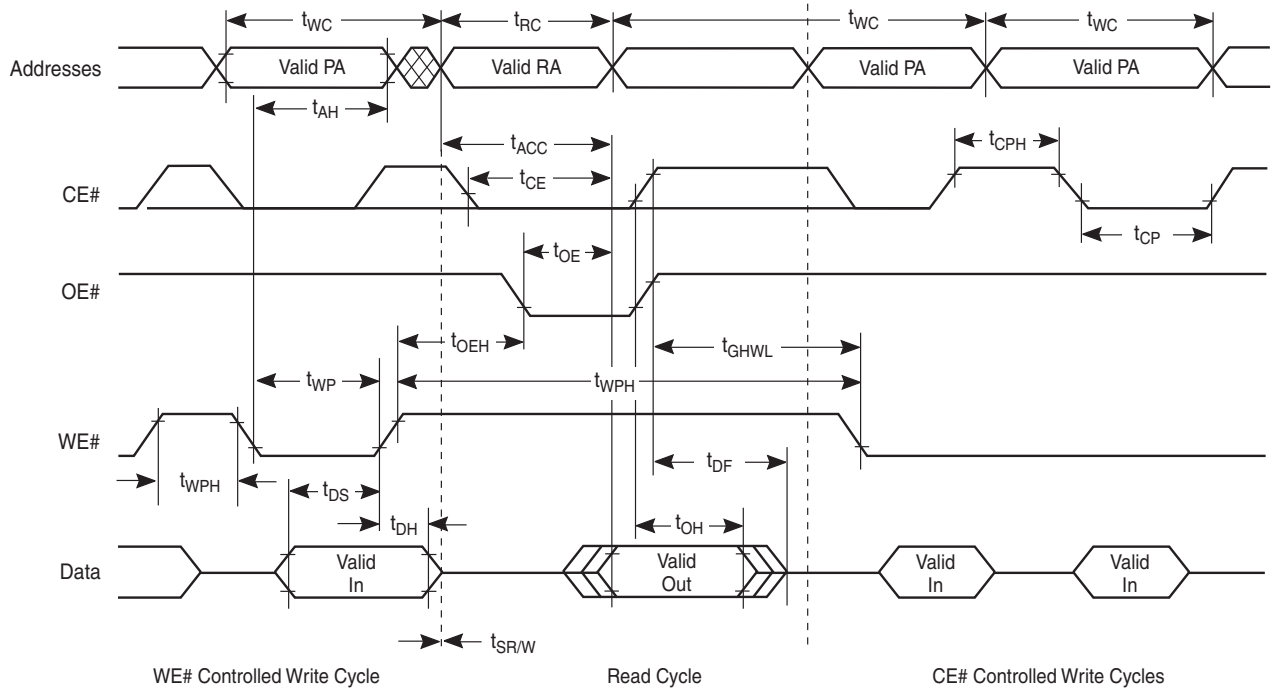 tWC tRC tWC tWC
Addresses Valid PA Valid RA Valid PA Valid PA
tAH
tACC tCPH
CE# tCE
tOE tCP
OE#
tOEH tGHWL
tWP tWPH
WE#
tWPH tDS tDF
tDH tOH
Data Valid In Valid Out Valid In Valid In
tSR/W
WE# Controlled Write Cycle Read Cycle CE# Controlled Write Cycles